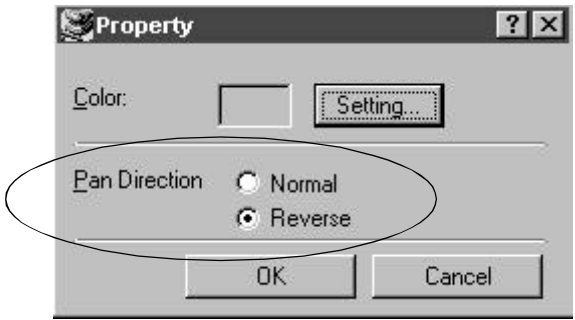 Property
Color: Setting...
Pan Direction Normal
Reverse
OK Cancel